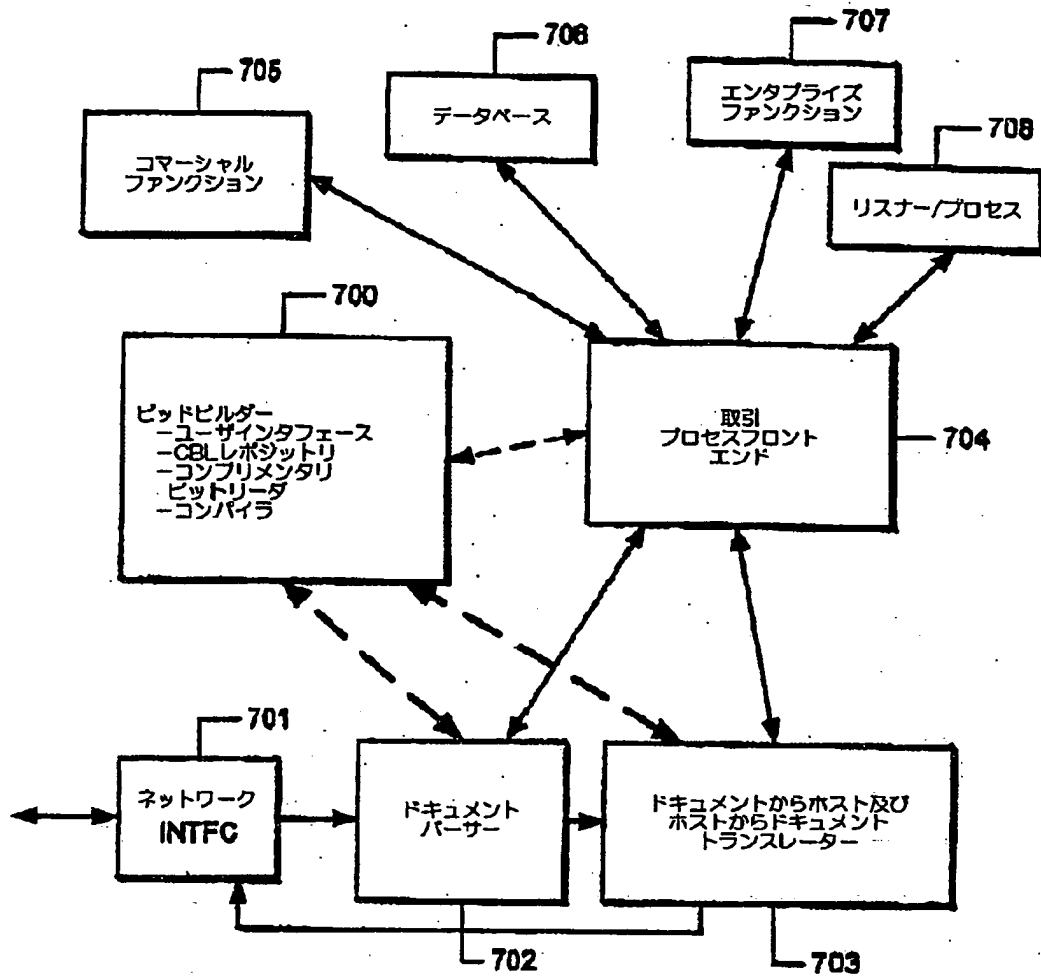 705
706
707
708
コマーシャル
ファンクション
データベース
エンタプライズ
ファンクション
リスナー/プロセス
700
ビッドビルダー
ーユーザインタフェース
ーCBLレポジットリ
ーコンプリメンタリ
ビットリーダ
ーコンパイラ
取引
プロセスフロント
エンド
704
701
ネットワーク
INTFC
ドキュメント
パーサー
ドキュメントからホスト及び
ホストからドキュメント
トランスレーター
702
703